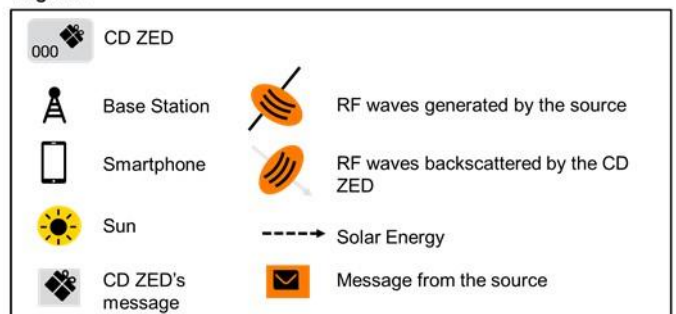 000
CD ZED
Base Station
RF waves generated by the source
Smartphone
RF waves backscattered by the CD
ZED
Sun
Solar Energy
CD ZED's
message
Message from the source